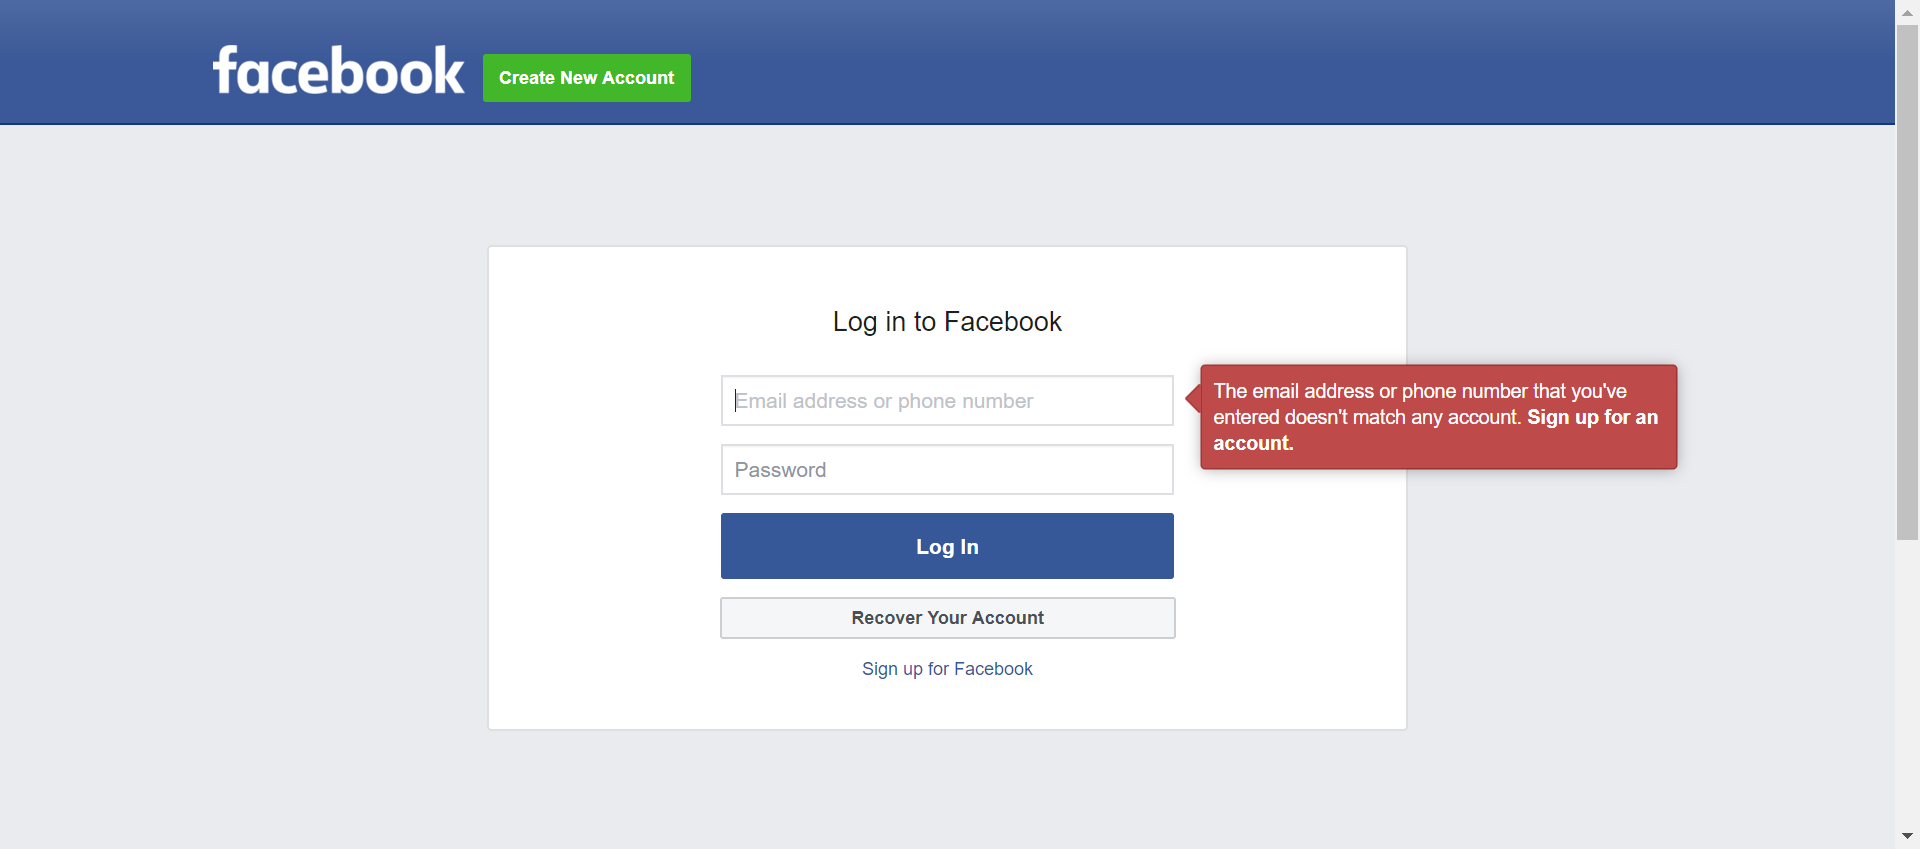 facebook
Create New Account
Log in to Facebook
Email address or phone number
The email address or phone number that you've
entered doesn't match any account. Sign up for an
account.
Password
Log In
Recover Your Account
Sign up for Facebook